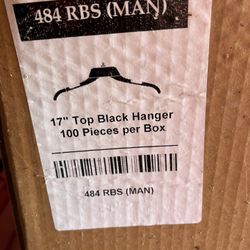 484 RBS (MAN)
17" Top Black Hanger
100 Pieces per Box
484 RBS (MAN)